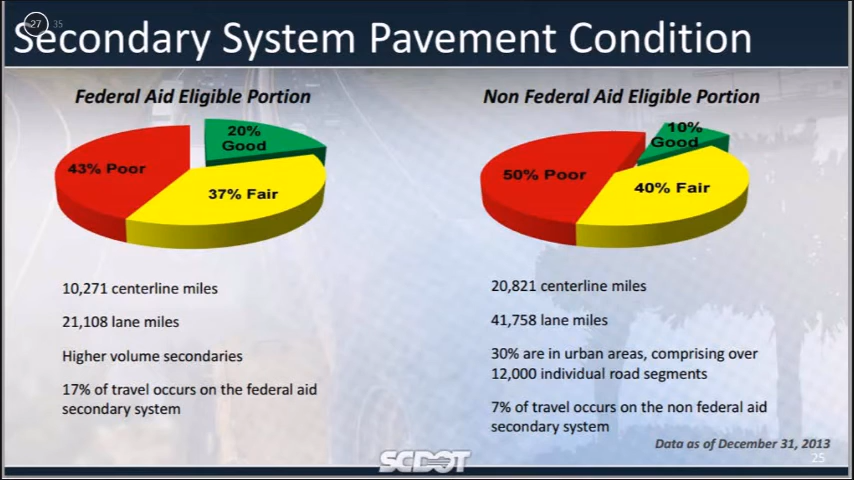 27 35
Secondary System Pavement Condition
Federal Aid Eligible Portion
20%
Good
43% Poor
37% Fair
10,271 centerline miles
21,108 lane miles
Higher volume secondaries
17% of travel occurs on the federal aid
secondary system
Non Federal Aid Eligible Portion
10%
Good
50% Poor
40% Fair
20,821 centerline miles
41,758 lane miles
30% are in urban areas, comprising over
12,000 individual road segments
7% of travel occurs on the non federal aid
secondary system
Data as of December 31, 2013
25
SCDOT